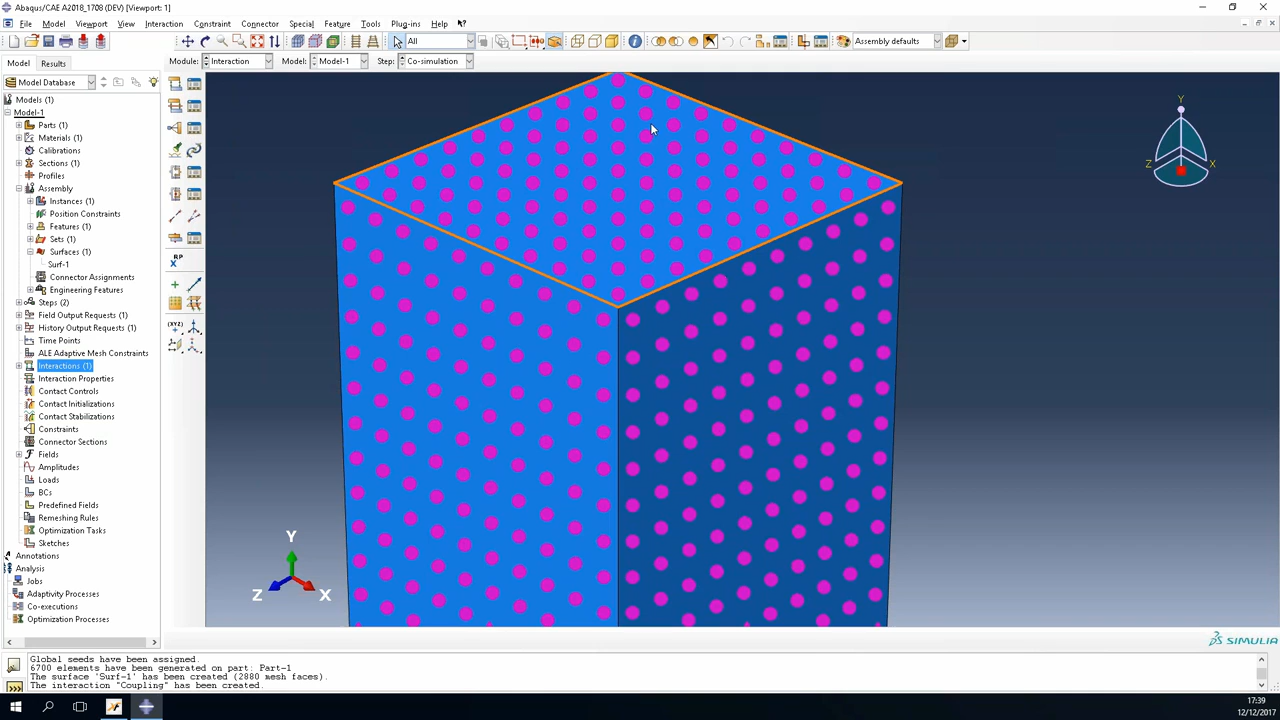 Abaqus/CAE A2018_1708 (DEV) [Viewport: 1]
File Model Viewport View Interaction Constraint Connector Special Feature Tools Plug-ins Help
All
Assembly defaults
Model Results
Module: Interaction Model: Model-1 Step: Co-simulation
Model Database
Models (1)
Model-1
Parts (1)
Materials (1)
Calibrations
Sections (1)
Profiles
Assembly
Instances (1)
Position Constraints
Features (1)
Sets (1)
Surfaces (1)
Surf-1
Connector Assignments
Engineering Features
Steps (2)
Field Output Requests (1)
History Output Requests (1)
Time Points
ALE Adaptive Mesh Constraints
Interactions (1)
Interaction Properties
Contact Controls
Contact Initializations
Contact Stabilizations
Constraints
Connector Sections
Fields
Amplitudes
Loads
BCs
Predefined Fields
Remeshing Rules
Optimization Tasks
Sketches
Annotations
Analysis
Jobs
Adaptivity Processes
Co-executions
Optimization Processes
RP
X
(XYZ)
Y
Z X
Y
Z X
SIMULIA
Global seeds have been assigned.
6700 elements have been generated on part: Part-1
The surface 'Surf-1' has been created (2880 mesh faces).
The interaction "Coupling" has been created.
>>>
17:39
12/12/2017